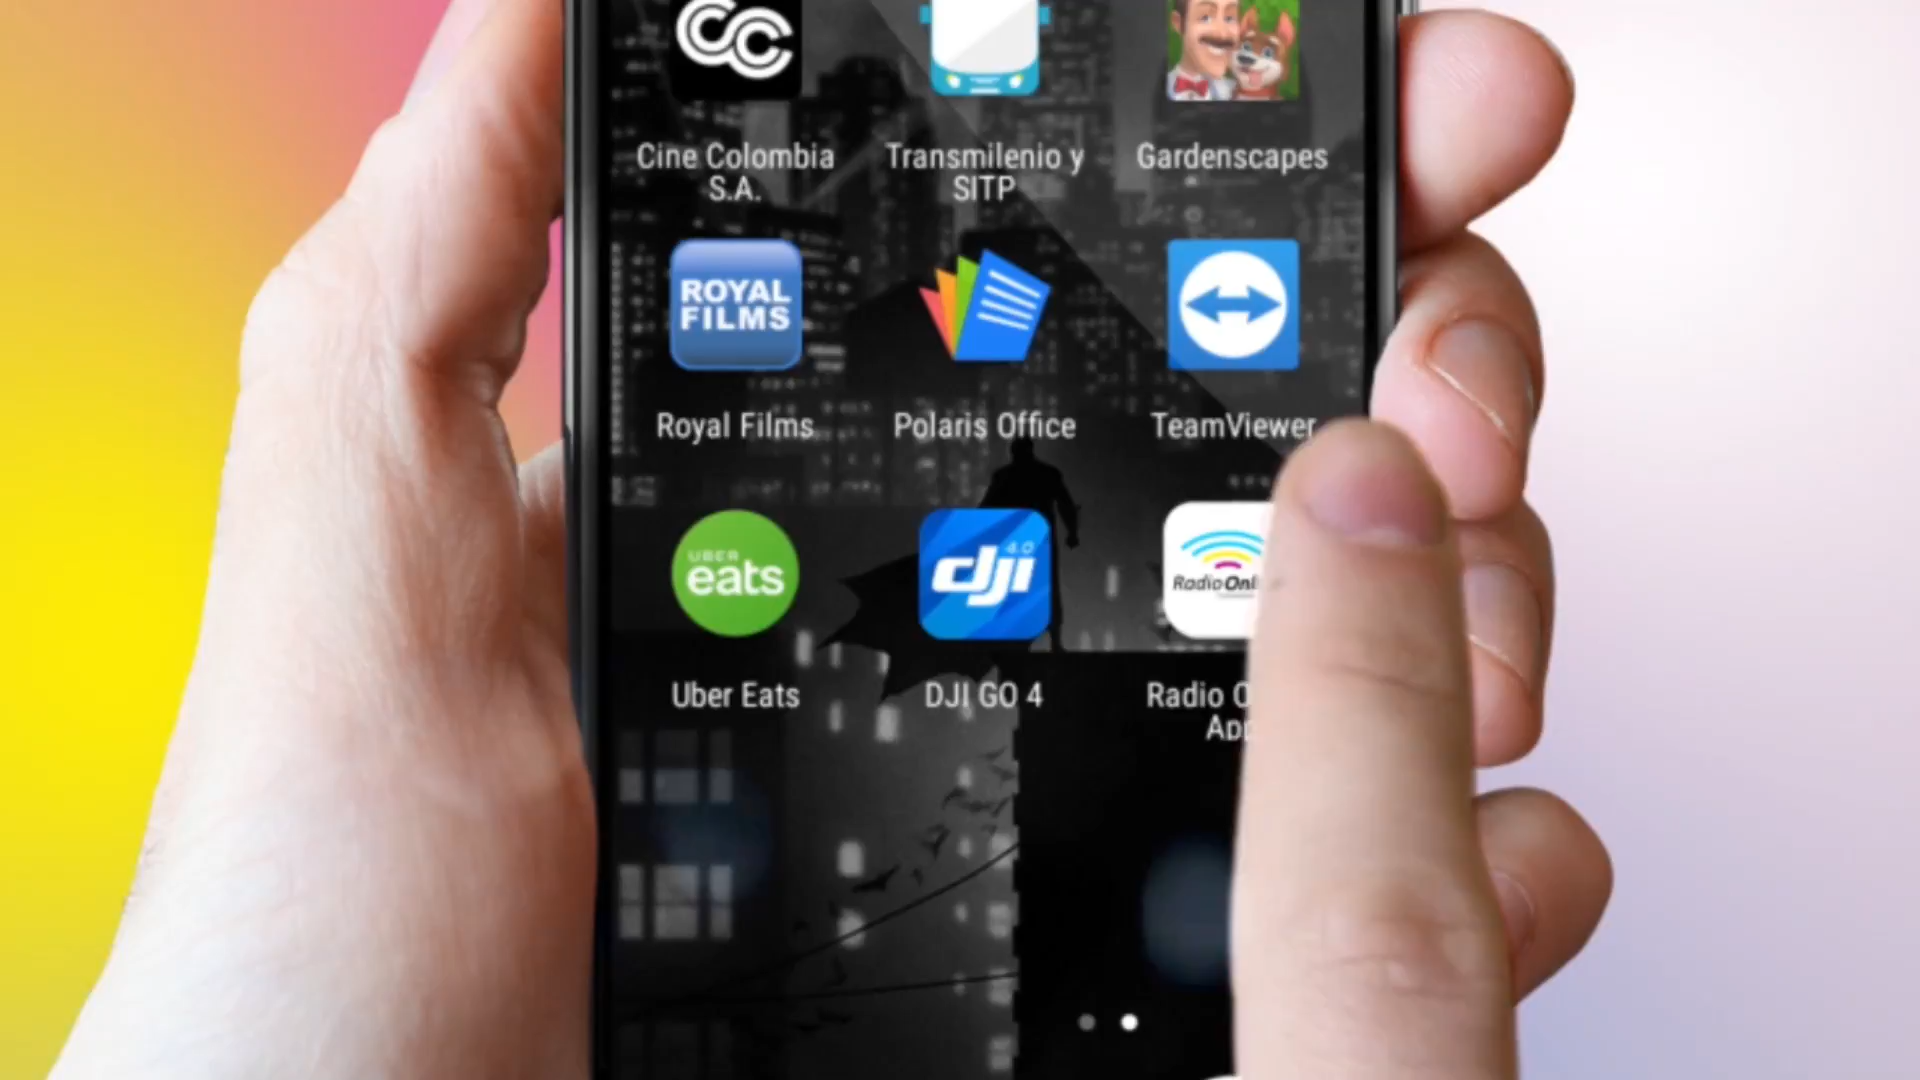 CC
Cine Colombia
S.A.
Transmilenio y
SITP
Gardenscapes
ROYAL
FILMS
Royal Films
Polaris Office
TeamViewer
UBER
eats
Uber Eats
dji 4.0
DJI GO 4
Radio
Radio